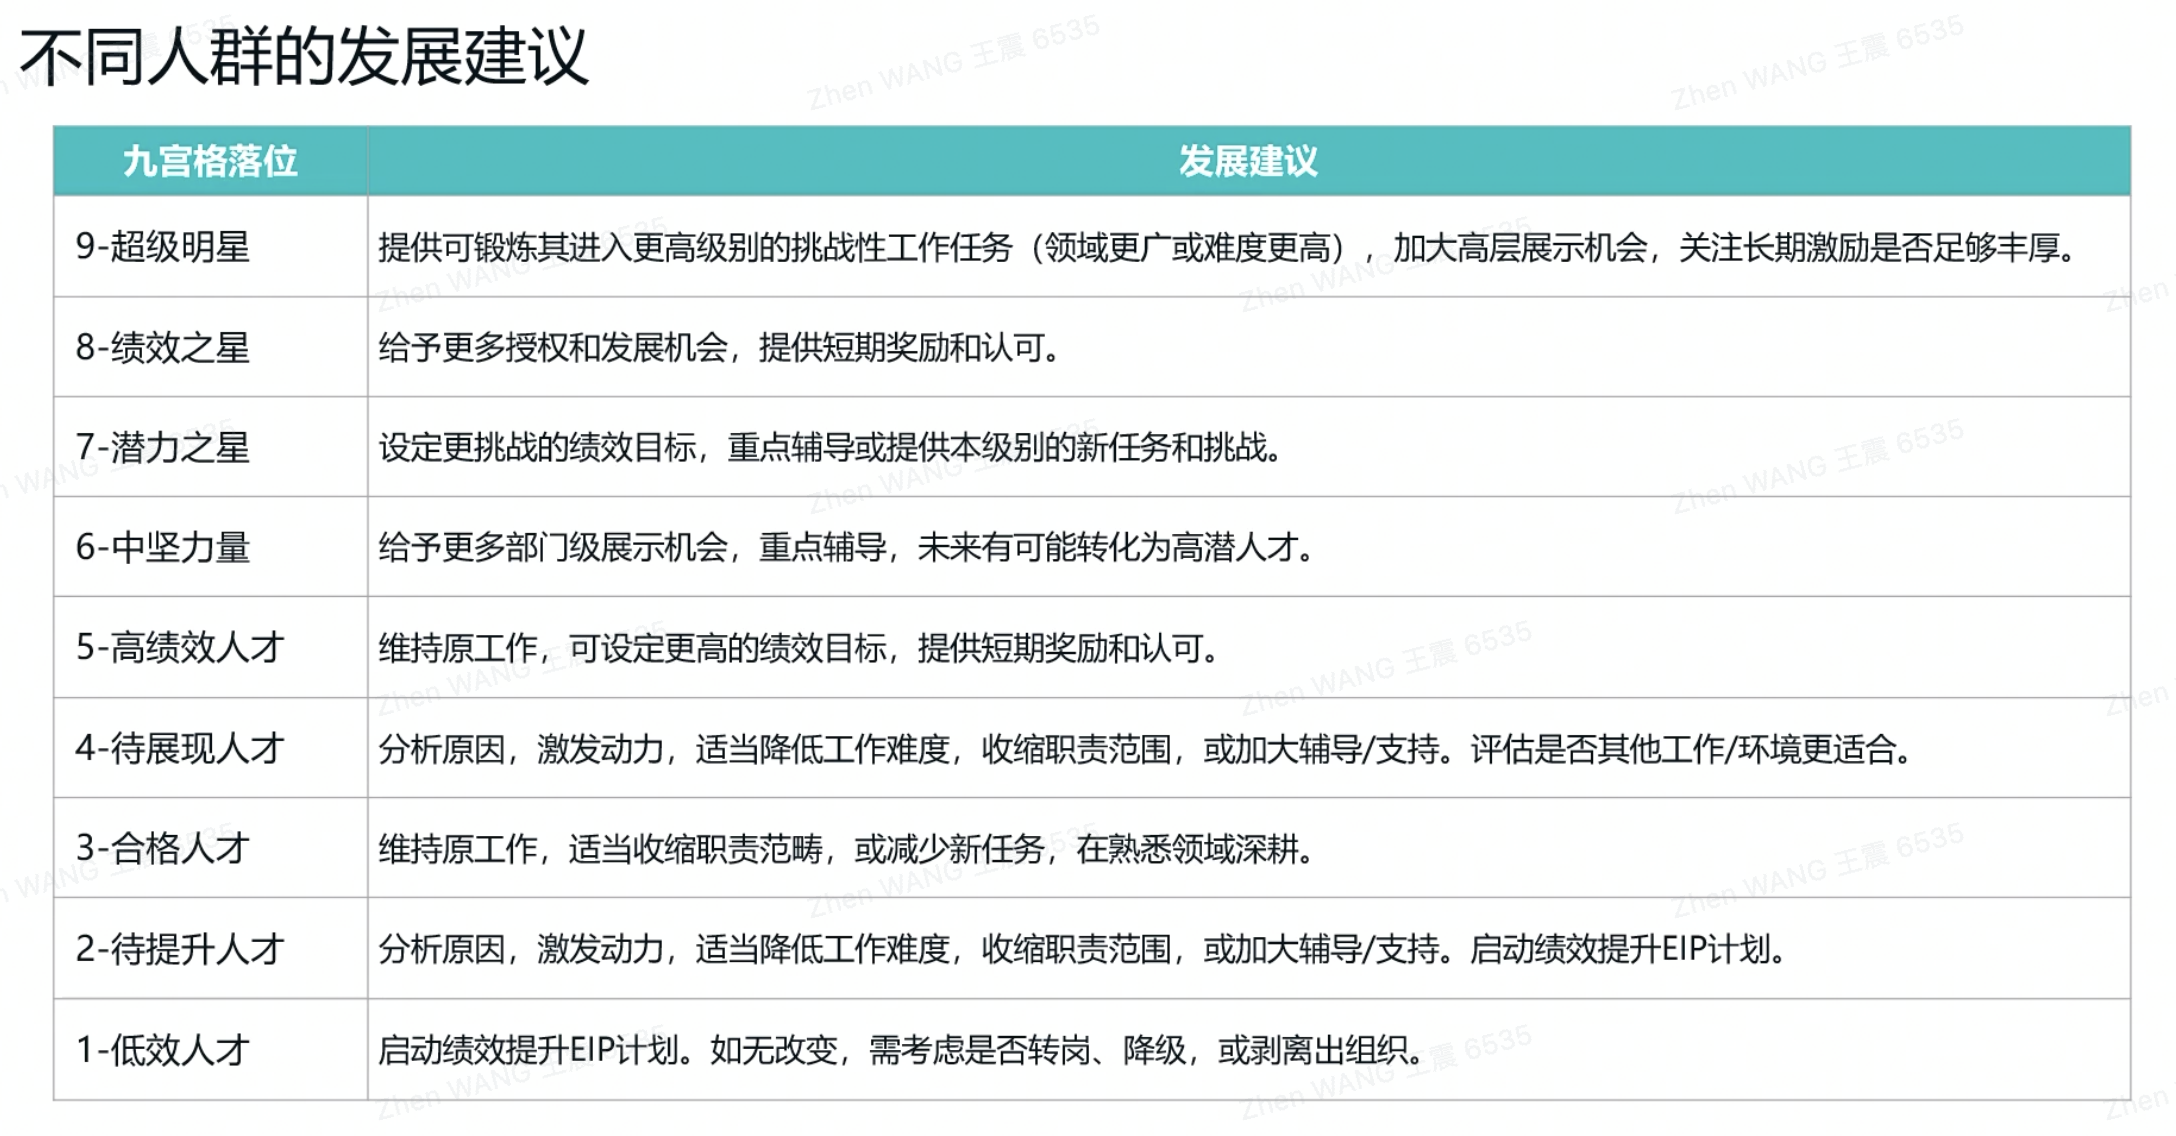 不同人群的发展建议
九宫格落位 发展建议
9-超级明星 提供可锻炼其进入更高级别的挑战性工作任务（领域更广或难度更高），加大高层展示机会，关注长期激励是否足够丰厚。
8-绩效之星 给予更多授权和发展机会，提供短期奖励和认可。
7-潜力之星 设定更挑战的绩效目标，重点辅导或提供本级别的新任务和挑战。
6-中坚力量 给予更多部门级展示机会，重点辅导，未来有可能转化为高潜人才。
5-高绩效人才 维持原工作，可设定更高的绩效目标，提供短期奖励和认可。
4-待展现人才 分析原因，激发动力，适当降低工作难度，收缩职责范围，或加大辅导/支持。评估是否其他工作/环境更适合。
3-合格人才 维持原工作，适当收缩职责范畴，或减少新任务，在熟悉领域深耕。
2-待提升人才 分析原因，激发动力，适当降低工作难度，收缩职责范围，或加大辅导/支持。启动绩效提升EIP计划。
1-低效人才 启动绩效提升EIP计划。如无改变，需考虑是否转岗、降级，或剥离出组织。
Zhen WANG 王震 6535